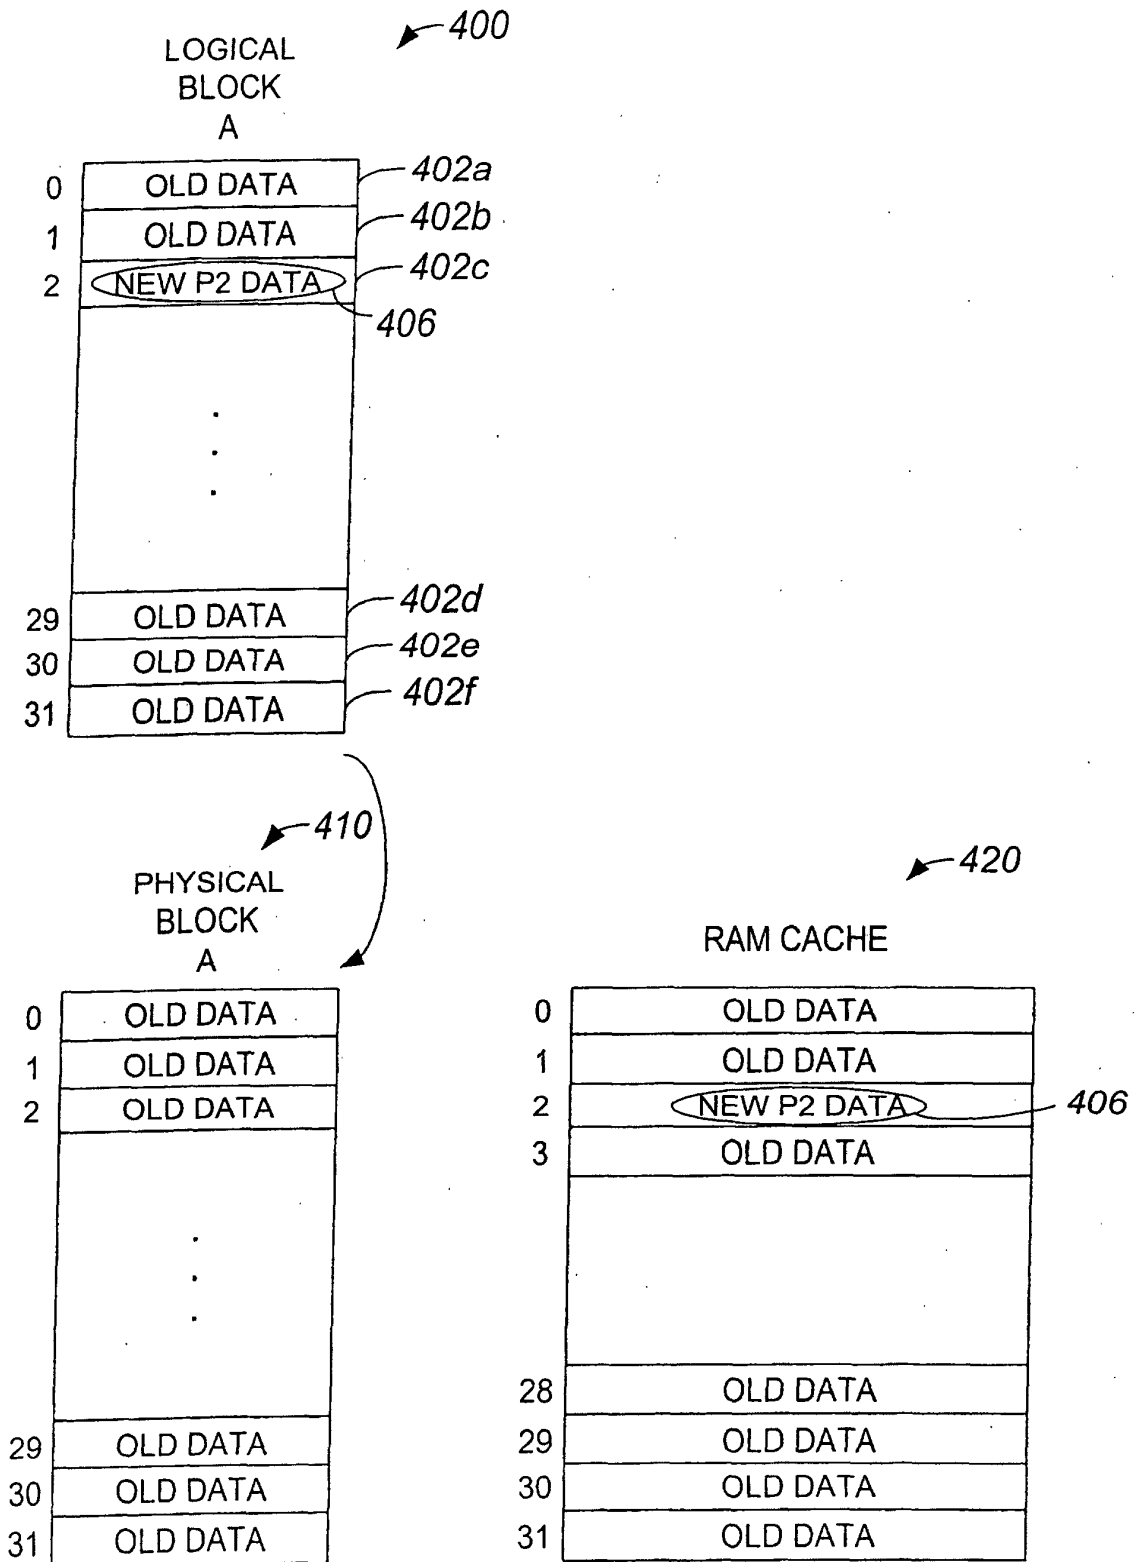 400
LOGICAL
BLOCK
A
0 OLD DATA 402a
1 OLD DATA 402b
2 NEW P2 DATA 402c
406
29 OLD DATA 402d
30 OLD DATA 402e
31 OLD DATA 402f
410
PHYSICAL
BLOCK
A
0 OLD DATA
1 OLD DATA
2 OLD DATA
29 OLD DATA
30 OLD DATA
31 OLD DATA
420
RAM CACHE
0 OLD DATA
1 OLD DATA
2 NEW P2 DATA 406
3 OLD DATA
28 OLD DATA
29 OLD DATA
30 OLD DATA
31 OLD DATA